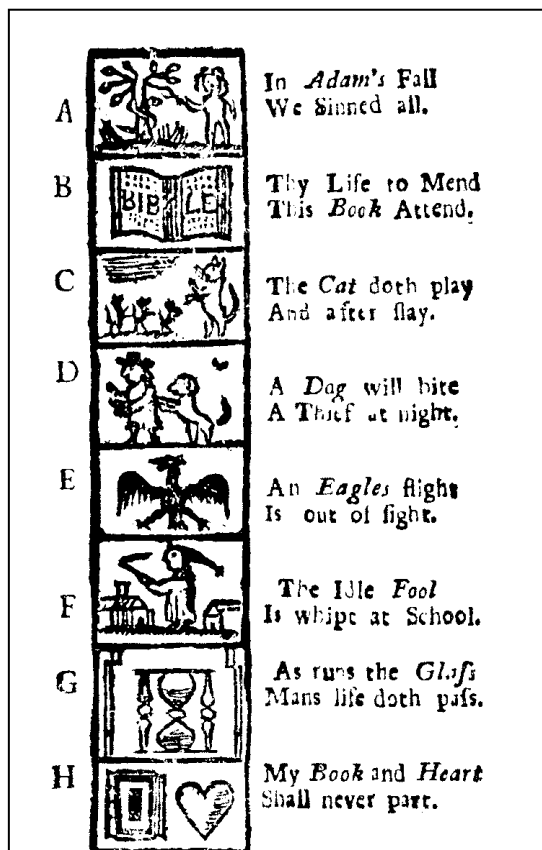 A
In Adam's Fall
We Sinned all.
B
Thy Life to Mend
This Book Attend.
BIBLE
C
The Cat doth play
And after slay.
D
A Dog will bite
A Thief at night.
E
An Eagles flight
Is out of sight.
F
The Idle Fool
Is whipt at School.
G
As runs the Glaſs
Mans life doth paſs.
H
My Book and Heart
Shall never part.